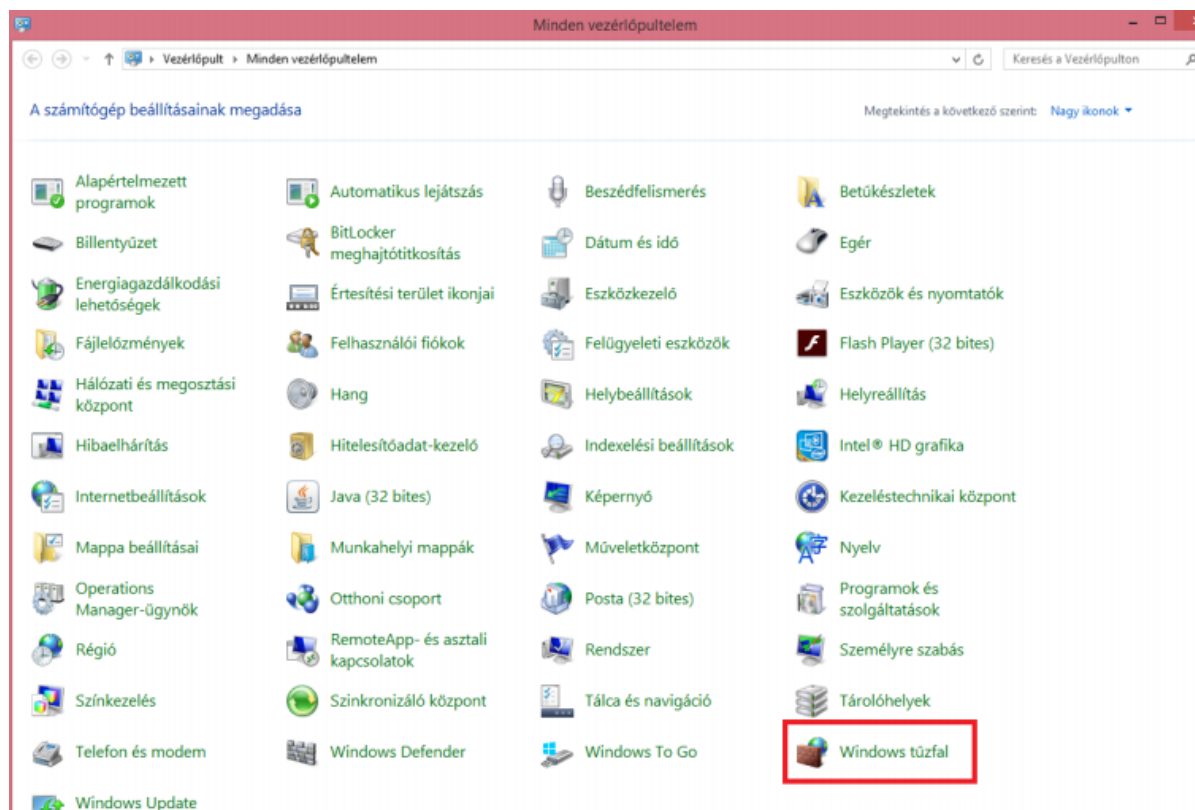 Minden vezérlőpultelem
Vezérlőpult
Minden vezérlőpultelem
Keresés a Vezérlőpulton
A számítógép beállításainak megadása
Megtekintés a következő szerint:
Nagy ikonok
Alapértelmezett
programok
Automatikus lejátszás
Beszédfelismerés
Betűkészletek
Billentyűzet
BitLocker
meghajtótitkosítás
Dátum és idő
Egér
Energiagazdálkodási
lehetőségek
Értesítési terület ikonjai
Eszközkezelő
Eszközök és nyomtatók
Fájlelőzmények
Felhasználói fiókok
Felügyeleti eszközök
Flash Player (32 bites)
Hálózati és megosztási
központ
Hang
Helybeállítások
Helyreállítás
Hibaelhárítás
Hitelesítőadat-kezelő
Indexelési beállítások
Intel® HD grafika
Internetbeállítások
Java (32 bites)
Képernyő
Kezeléstechnikai központ
Mappa beállításai
Munkahelyi mappák
Műveletközpont
Nyelv
Operations
Manager-ügynök
Otthoni csoport
Posta (32 bites)
Programok és
szolgáltatások
Régió
RemoteApp- és asztali
kapcsolatok
Rendszer
Személyre szabás
Színkezelés
Szinkronizáló központ
Tálca és navigáció
Tárolóhelyek
Telefon és modem
Windows Defender
Windows To Go
Windows tűzfal
Windows Update